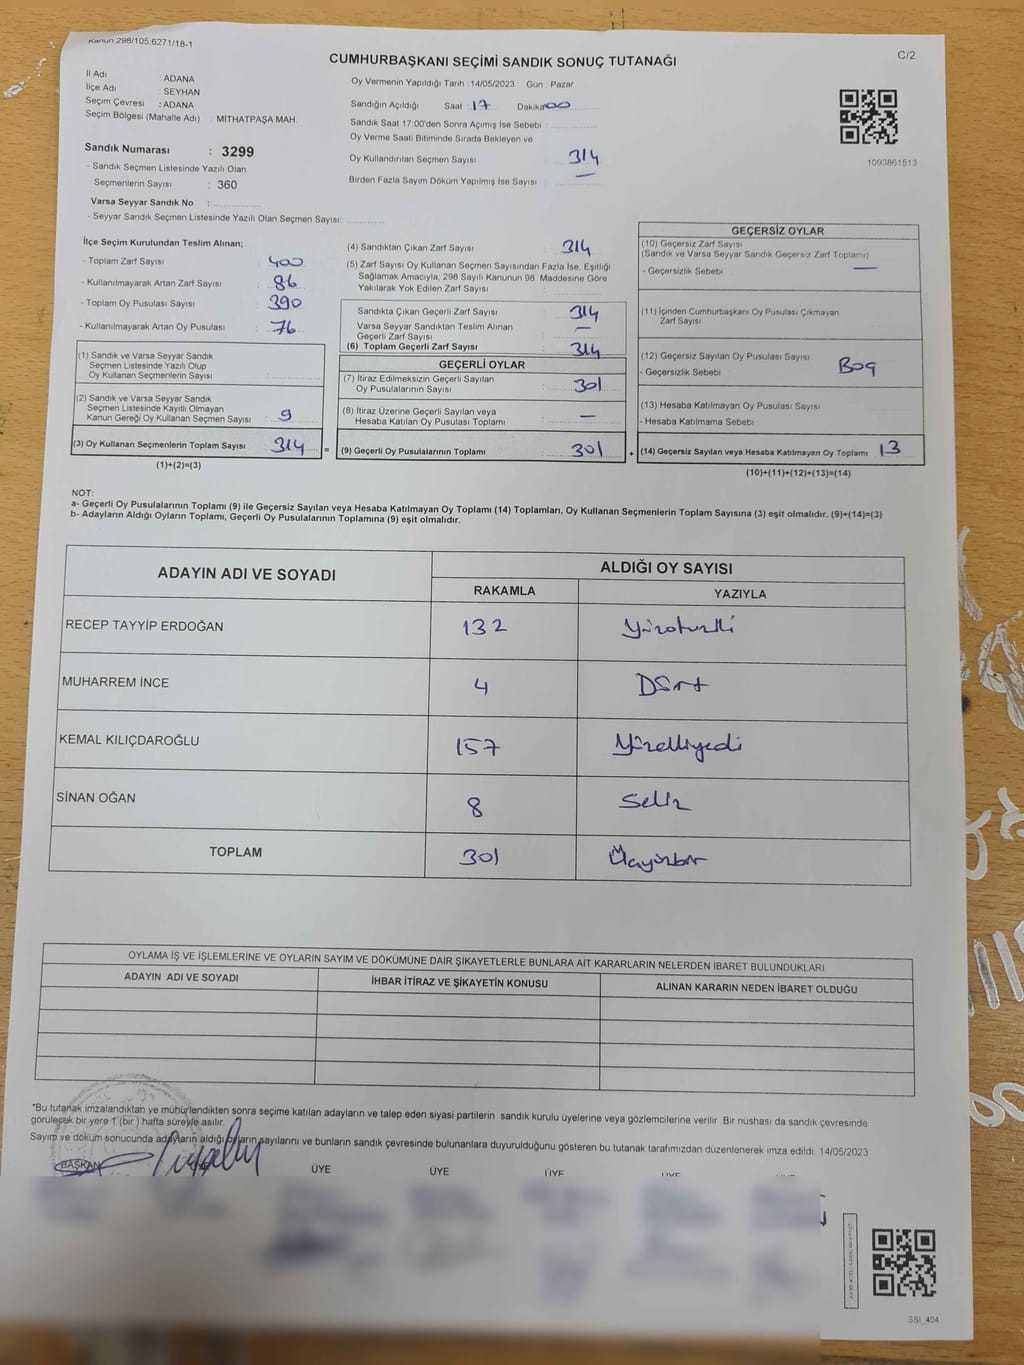 Kanun:298/105;6271/18-1
C/2
CUMHURBAŞKANI SEÇİMİ SANDIK SONUÇ TUTANAĞI
İl Adı : ADANA
İlçe Adı : SEYHAN
Seçim Çevresi : ADANA
Seçim Bölgesi (Mahalle Adı) : MİTHATPAŞA MAH.
Sandık Numarası : 3299
- Sandık Seçmen Listesinde Yazılı Olan
Seçmenlerin Sayısı : 360
Varsa Seyyar Sandık No :
- Seyyar Sandık Seçmen Listesinde Yazılı Olan Seçmen Sayısı:
Oy Vermenin Yapıldığı Tarih : 14/05/2023 Gün : Pazar
Sandığın Açıldığı Saat : 17 Dakika: 00
Sandık Saat 17:00'den Sonra Açımış İse Sebebi :
Oy Verme Saati Bitiminde Sırada Bekleyen ve
Oy Kullandırılan Seçmen Sayısı : 314
Birden Fazla Sayım Döküm Yapılmış İse Sayısı : —
1093861513
İlçe Seçim Kurulundan Teslim Alınan;
- Toplam Zarf Sayısı : 400
- Kullanılmayarak Artan Zarf Sayısı : 86
- Toplam Oy Pusulası Sayısı : 390
- Kullanılmayarak Artan Oy Pusulası : 76
(1) Sandık ve Varsa Seyyar Sandık
Seçmen Listesinde Yazılı Olup
Oy Kullanan Seçmenlerin Sayısı :
(2) Sandık ve Varsa Seyyar Sandık
Seçmen Listesinde Kayıtlı Olmayan
Kanun Gereği Oy Kullanan Seçmen Sayısı : 9
(3) Oy Kullanan Seçmenlerin Toplam Sayısı : 314 =
(1)+(2)=(3)
(4) Sandıktan Çıkan Zarf Sayısı : 314
(5) Zarf Sayısı Oy Kullanan Seçmen Sayısından Fazla İse, Eşitliği
Sağlamak Amacıyla, 298 Sayılı Kanunun 98. Maddesine Göre
Yakılarak Yok Edilen Zarf Sayısı :
Sandıkta Çıkan Geçerli Zarf Sayısı : 314
Varsa Seyyar Sandıktan Teslim Alınan
Geçerli Zarf Sayısı : —
(6) Toplam Geçerli Zarf Sayısı : 314
GEÇERLİ OYLAR
(7) İtiraz Edilmeksizin Geçerli Sayılan
Oy Pusulalarının Sayısı : 301
(8) İtiraz Üzerine Geçerli Sayılan veya
Hesaba Katılan Oy Pusulası Toplamı : —
(9) Geçerli Oy Pusulalarının Toplamı : 301 +
GEÇERSİZ OYLAR
(10) Geçersiz Zarf Sayısı
(Sandık ve Varsa Seyyar Sandık Geçersiz Zarf Toplamı) : —
- Geçersizlik Sebebi :
(11) İçinden Cumhurbaşkanı Oy Pusulası Çıkmayan
Zarf Sayısı
(12) Geçersiz Sayılan Oy Pusulası Sayısı :
- Geçersizlik Sebebi :
(13) Hesaba Katılmayan Oy Pusulası Sayısı :
- Hesaba Katılmama Sebebi :
(14) Geçersiz Sayılan veya Hesaba Katılmayan Oy Toplamı : 13
(10)+(11)+(12)+(13)=(14)
NOT:
a- Geçerli Oy Pusulalarının Toplamı (9) ile Geçersiz Sayılan veya Hesaba Katılmayan Oy Toplamı (14) Toplamları, Oy Kullanan Seçmenlerin Toplam Sayısına (3) eşit olmalıdır. (9)+(14)=(3)
b- Adayların Aldığı Oyların Toplamı, Geçerli Oy Pusulalarının Toplamına (9) eşit olmalıdır.
ADAYIN ADI VE SOYADI
ALDIĞI OY SAYISI
RAKAMLA YAZIYLA
RECEP TAYYİP ERDOĞAN 132 Yüzotuziki
MUHARREM İNCE 4 Dört
KEMAL KILIÇDAROĞLU 157 Yüzelliyedi
SİNAN OĞAN 8 Sekiz
TOPLAM 301 Üçyüzbir
OYLAMA İŞ VE İŞLEMLERİNE VE OYLARIN SAYIM VE DÖKÜMÜNE DAİR ŞİKAYETLERLE BUNLARA AİT KARARLARIN NELERDEN İBARET BULUNDUKLARI
ADAYIN ADI VE SOYADI İHBAR İTİRAZ VE ŞİKAYETİN KONUSU ALINAN KARARIN NEDEN İBARET OLDUĞU
"Bu tutanak imzalandıktan ve mühürlendikten sonra seçime katılan adayların ve talep eden siyasi partilerin sandık kurulu üyelerine veya gözlemcilerine verilir. Bir nüshası da sandık çevresinde
görülecek bir yere 1 (bir) hafta süreyle asılır.
Sayım ve döküm sonucunda adayların aldığı oyların sayılarını ve bunların sandık çevresinde bulunanlara duyurulduğunu gösteren bu tutanak tarafımızdan düzenlenerek imza edildi. 14/05/2023
BAŞKAN ÜYE ÜYE ÜYE ÜYE
SSI_404